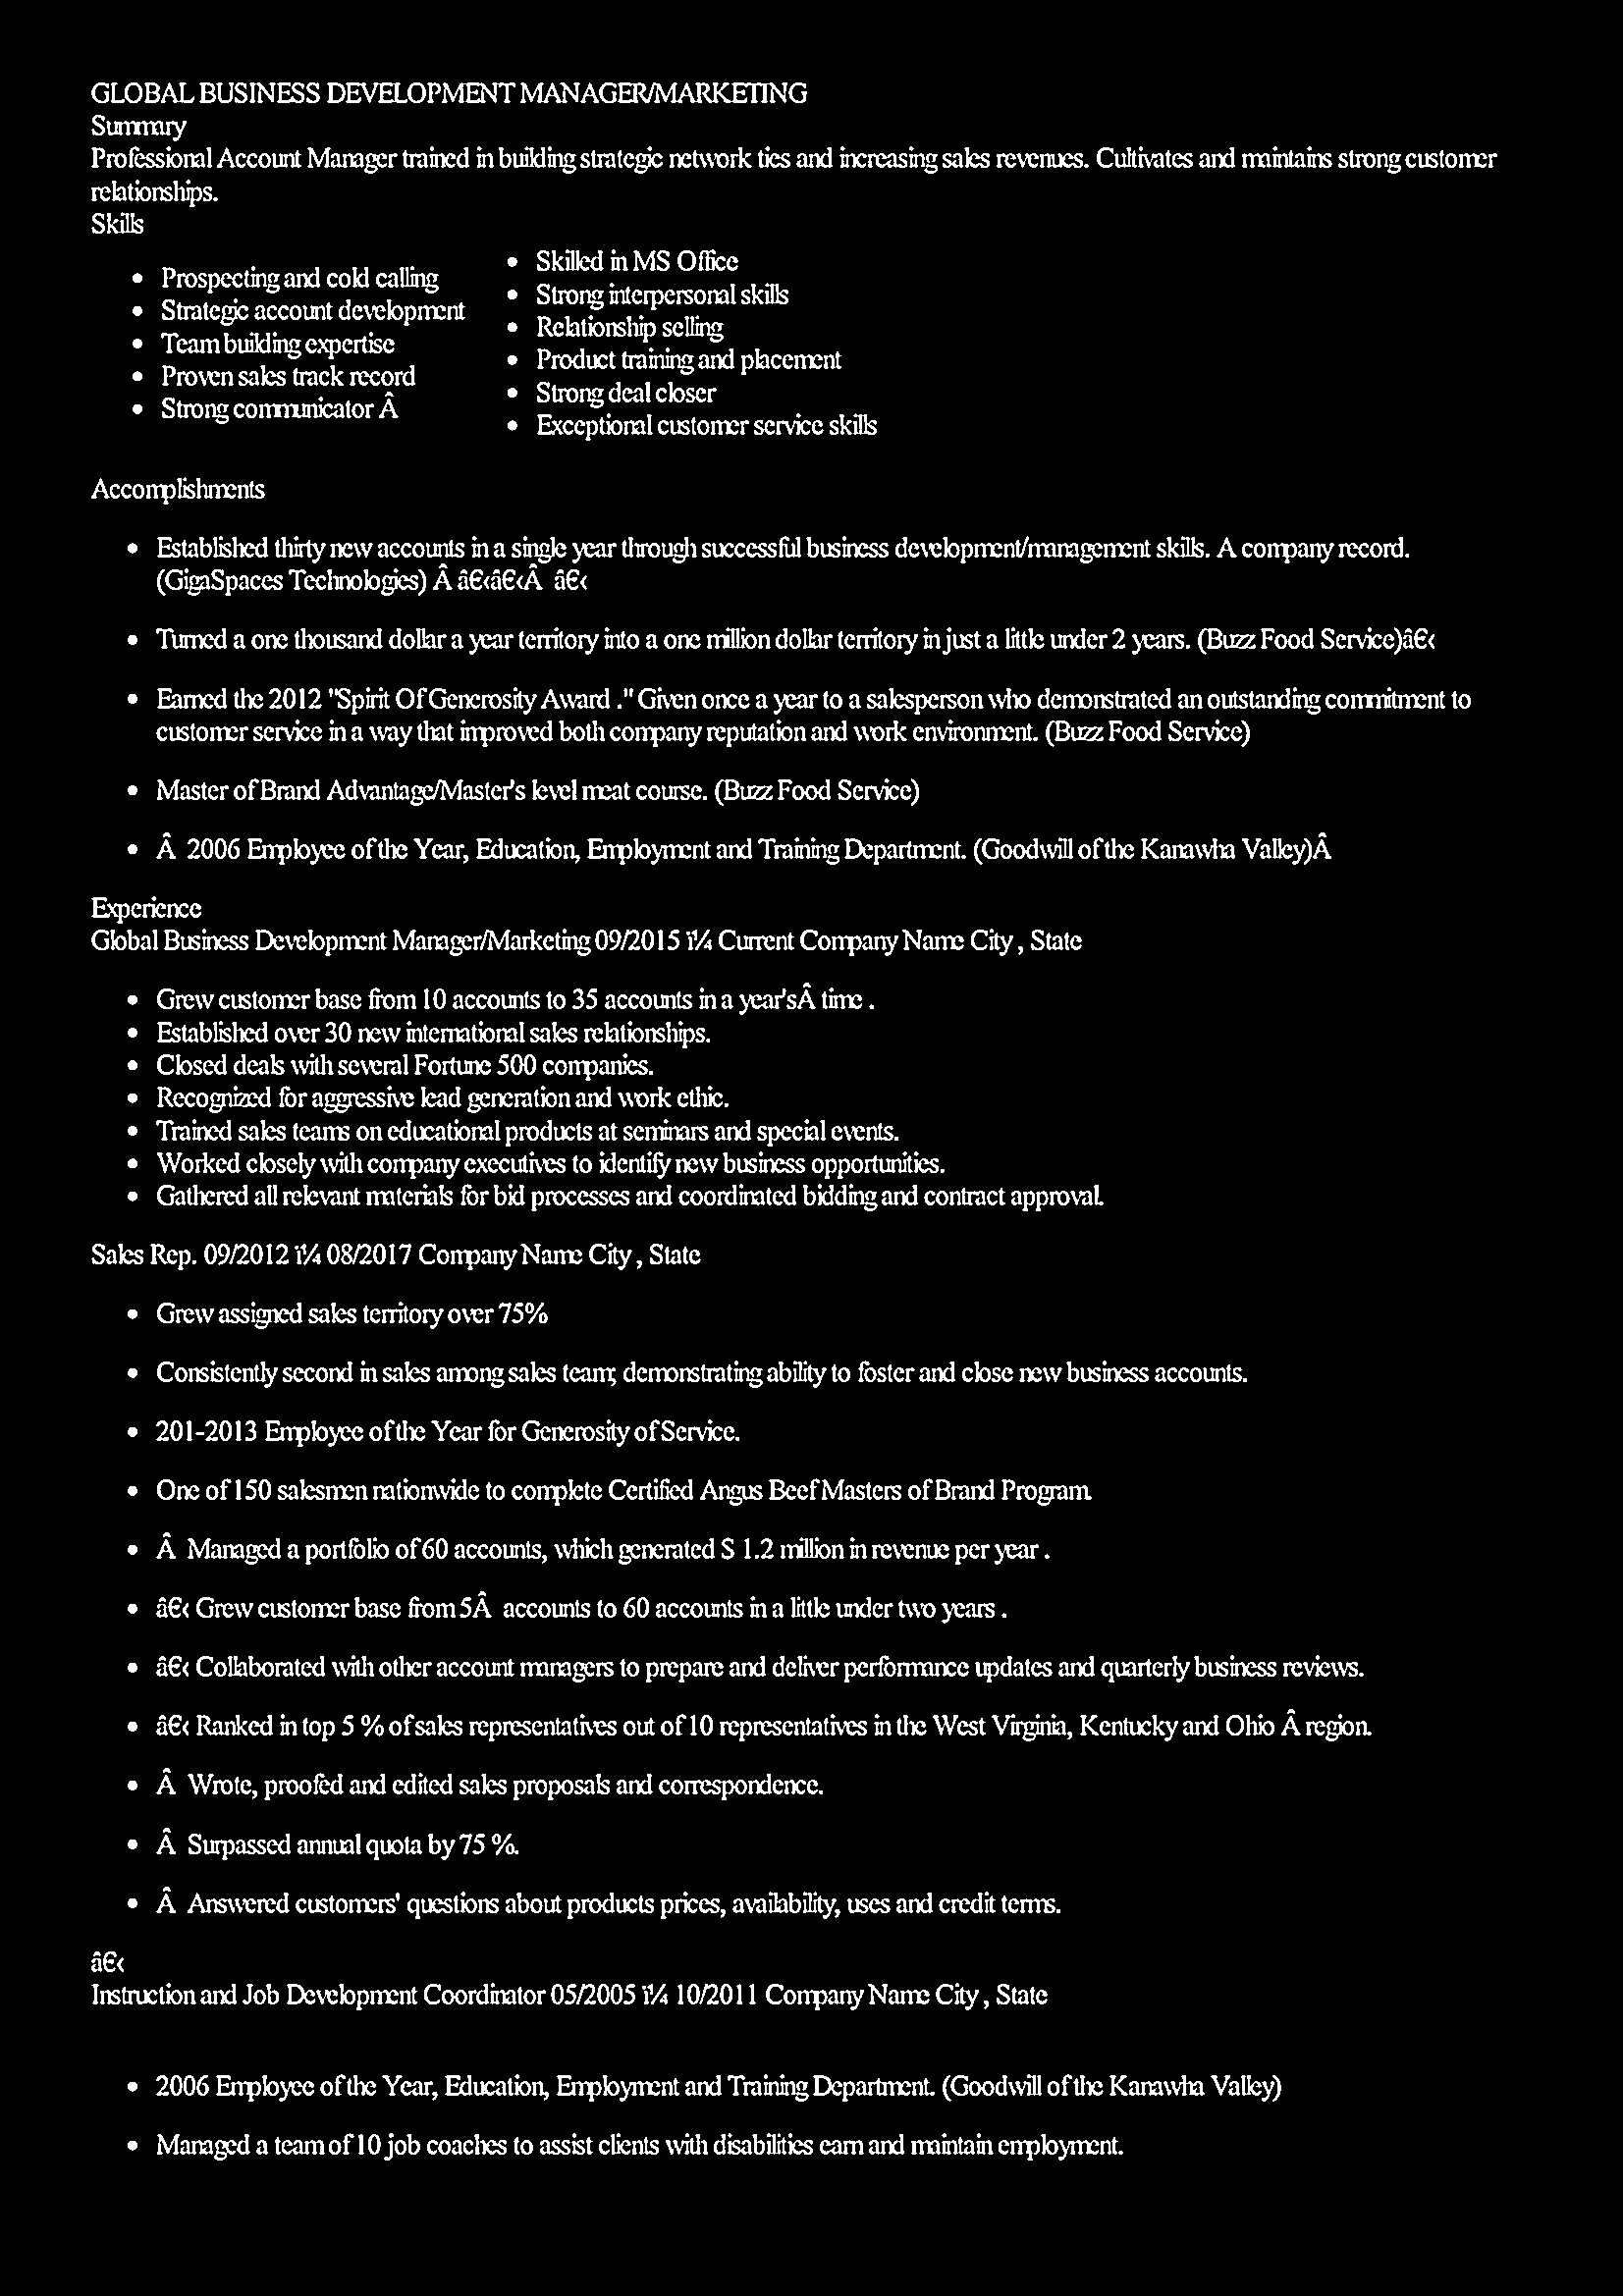 GLOBAL BUSINESS DEVELOPMENT MANAGER/MARKETING
Summary
Professional Account Manager trained in building strategic network ties and increasing sales revenues. Cultivates and maintains strong customer
relationships.
Skills
• Prospecting and cold calling
• Strategic account development
• Team building expertise
• Proven sales track record
• Strong communicator Â
• Skilled in MS Office
• Strong interpersonal skills
• Relationship selling
• Product training and placement
• Strong deal closer
• Exceptional customer service skills
Accomplishments
• Established thirty new accounts in a single year through successful business development/management skills. A company record.
(GigaSpaces Technologies) Â â€‹â€‹Â â€‹
• Turned a one thousand dollar a year territory into a one million dollar territory in just a little under 2 years. (Buzz Food Service)â€‹
• Earned the 2012 "Spirit Of Generosity Award ." Given once a year to a salesperson who demonstrated an outstanding commitment to
customer service in a way that improved both company reputation and work environment. (Buzz Food Service)
• Master of Brand Advantage/Master's level meat course. (Buzz Food Service)
• Â 2006 Employee of the Year, Education, Employment and Training Department. (Goodwill of the Kanawha Valley)Â
Experience
Global Business Development Manager/Marketing 09/2015 ï¼ Current Company Name City , State
• Grew customer base from 10 accounts to 35 accounts in a year'sÂ time .
• Established over 30 new international sales relationships.
• Closed deals with several Fortune 500 companies.
• Recognized for aggressive lead generation and work ethic.
• Trained sales teams on educational products at seminars and special events.
• Worked closely with company executives to identify new business opportunities.
• Gathered all relevant materials for bid processes and coordinated bidding and contract approval.
Sales Rep. 09/2012 ï¼ 08/2017 Company Name City , State
• Grew assigned sales territory over 75%
• Consistently second in sales among sales team; demonstrating ability to foster and close new business accounts.
• 201-2013 Employee of the Year for Generosity of Service.
• One of 150 salesmen nationwide to complete Certified Angus Beef Masters of Brand Program.
• Â Managed a portfolio of 60 accounts, which generated $ 1.2 million in revenue per year .
• â€‹ Grew customer base from 5Â accounts to 60 accounts in a little under two years .
• â€‹ Collaborated with other account managers to prepare and deliver performance updates and quarterly business reviews.
• â€‹ Ranked in top 5 % of sales representatives out of 10 representatives in the West Virginia, Kentucky and Ohio Â region.
• Â Wrote, proofed and edited sales proposals and correspondence.
• Â Surpassed annual quota by 75 %.
• Â Answered customers' questions about products prices, availability, uses and credit terms.
â€‹
Instruction and Job Development Coordinator 05/2005 ï¼ 10/2011 Company Name City , State
• 2006 Employee of the Year, Education, Employment and Training Department. (Goodwill of the Kanawha Valley)
• Managed a team of 10 job coaches to assist clients with disabilities earn and maintain employment.